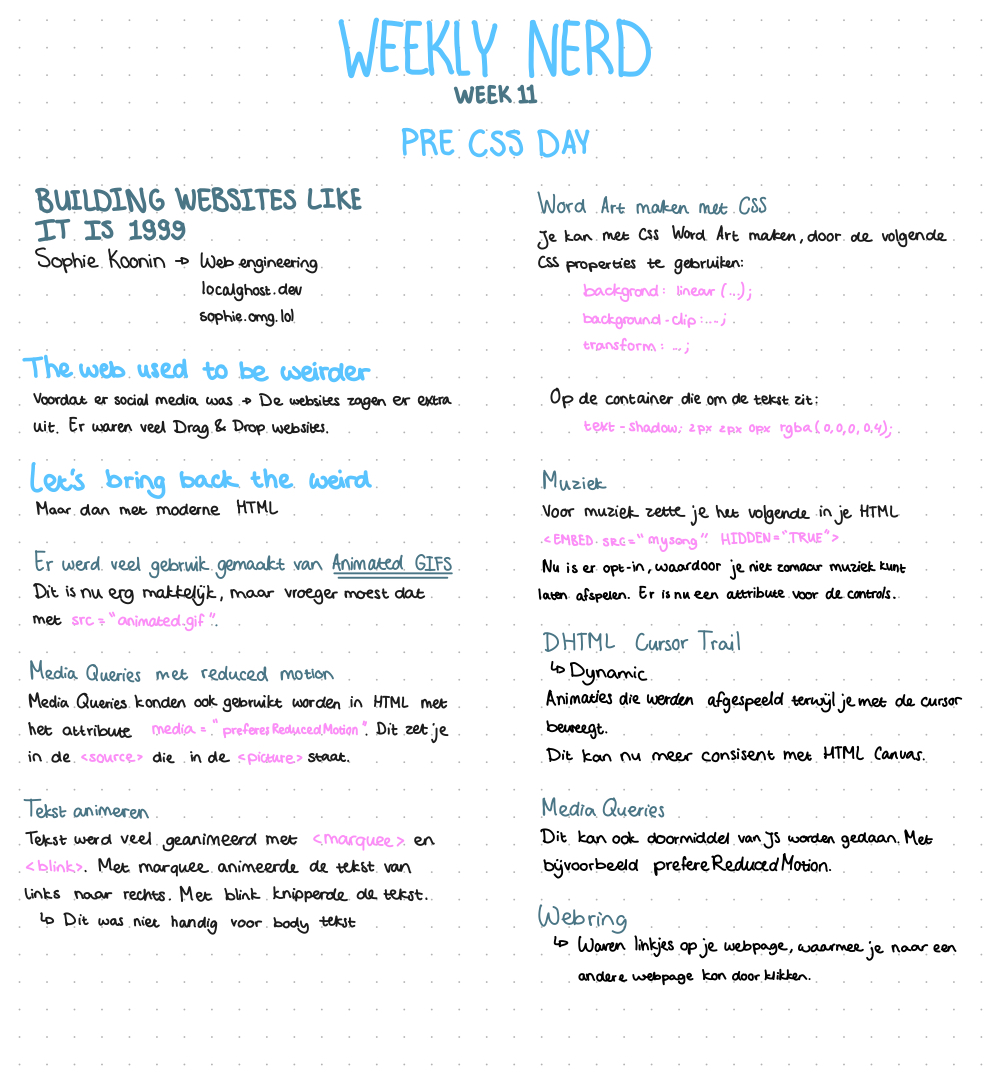 WEEKLY NERD
WEEK 11
PRE CSS DAY
BUILDING WEBSITES LIKE
IT IS 1999
Sophie Koonin → Web engineering
localghost.dev
sophie.omg.lol
The web used to be weirder
Voordat er social media was → De websites zagen er extra
uit. Er waren veel Drag & Drop websites.
Let's bring back the weird
Maar dan met moderne HTML
Er werd veel gebruik gemaakt van Animated GIFS
Dit is nu erg makkelijk, maar vroeger moest dat
met src = "animated.gif".
Media Queries met reduced motion
Media Queries konden ook gebruikt worden in HTML met
het attribute media = "preferesReducedMotion". Dit zet je
in de <source> die in de <picture> staat.
Tekst animeren
Tekst werd veel geanimeerd met <marquee> en
<blink>. Met marquee animeerde de tekst van
links naar rechts. Met blink knipperde de tekst.
↳ Dit was niet handig voor body tekst
Word Art maken met CSS
Je kan met CSS Word Art maken, door de volgende
CSS properties te gebruiken:
backgrond: linear (...);
background-clip:...;
transform: ...;
Op de container die om de tekst zit:
tekt-shadow: 2px 2px 0px rgba(0,0,0,0.4);
Muziek
Voor muziek zette je het volgende in je HTML
<EMBED SRC="mysong" HIDDEN="TRUE">
Nu is er opt-in, waardoor je niet zomaar muziek kunt
laten afspelen. Er is nu een attribute voor de controls.
DHTML Cursor Trail
↳ Dynamic
Animaties die werden afgespeeld terwijl je met de cursor
beweegt.
Dit kan nu meer consisent met HTML Canvas.
Media Queries
Dit kan ook doormiddel van JS worden gedaan. Met
bijvoorbeeld prefereReducedMotion.
Webring
↳ Waren linkjes op je webpage, waarmee je naar een
andere webpage kon door klikken.